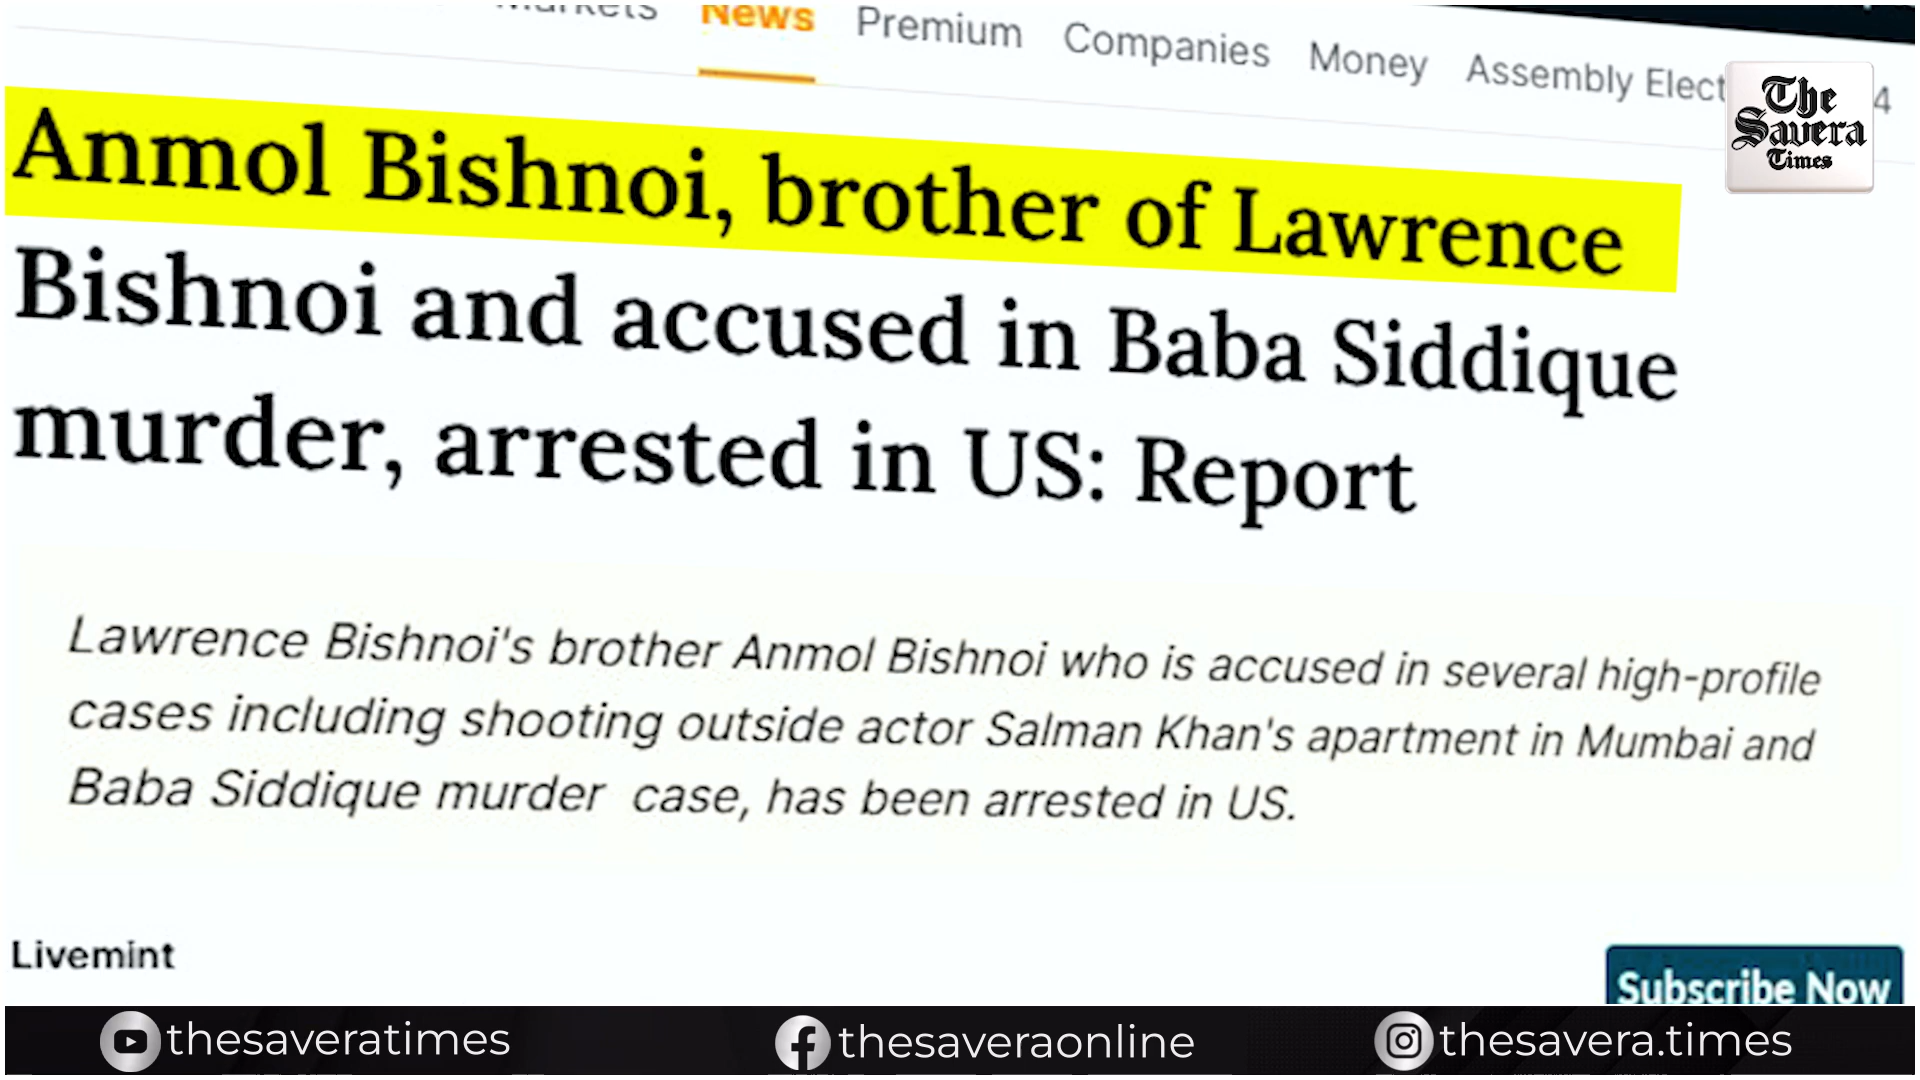 Markets News Premium Companies Money Assembly Elect 4
The
Savera
Times
Anmol Bishnoi, brother of Lawrence
Bishnoi and accused in Baba Siddique
murder, arrested in US: Report
Lawrence Bishnoi's brother Anmol Bishnoi who is accused in several high-profile
cases including shooting outside actor Salman Khan's apartment in Mumbai and
Baba Siddique murder case, has been arrested in US.
Livemint
Subscribe Now
thesaveratimes thesaveraonline thesavera.times